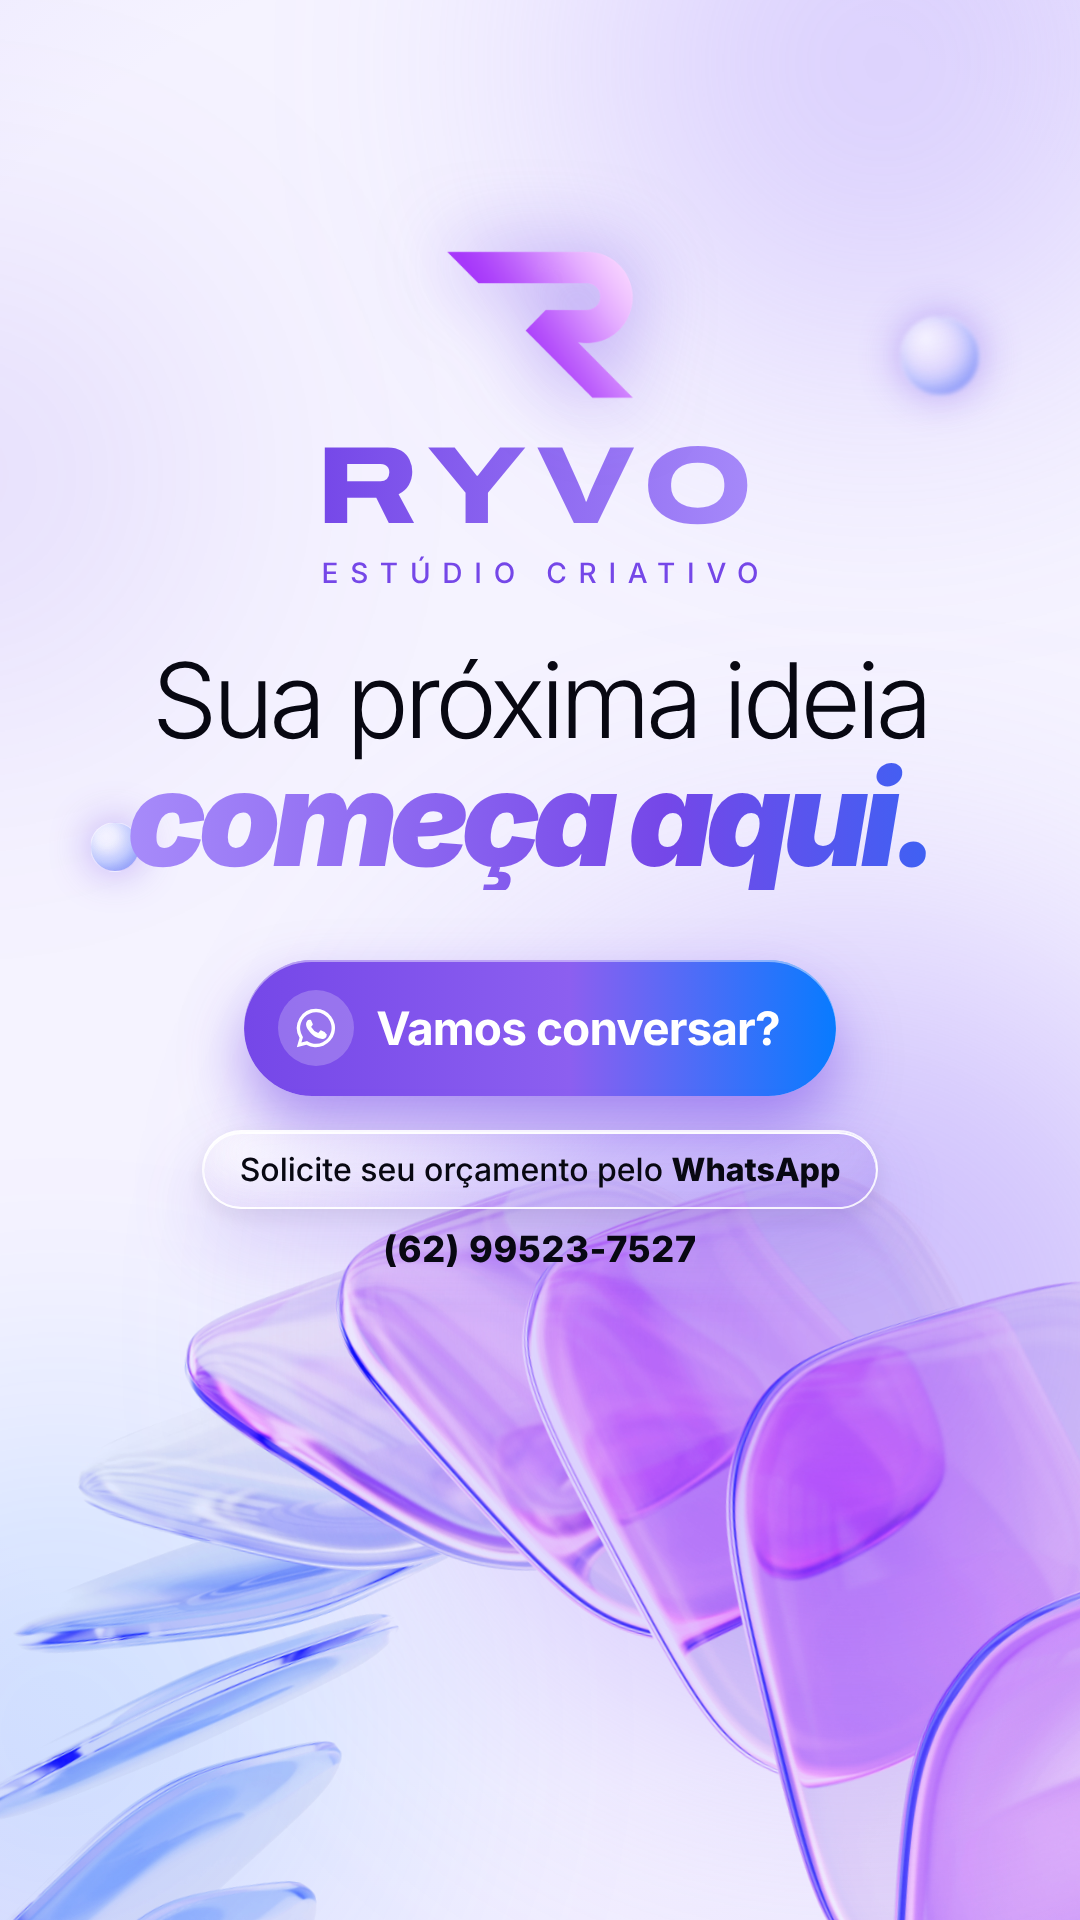 RYVO
ESTÚDIO CRIATIVO
Sua próxima ideia
começa aqui.
Vamos conversar?
Solicite seu orçamento pelo WhatsApp
(62) 99523-7527